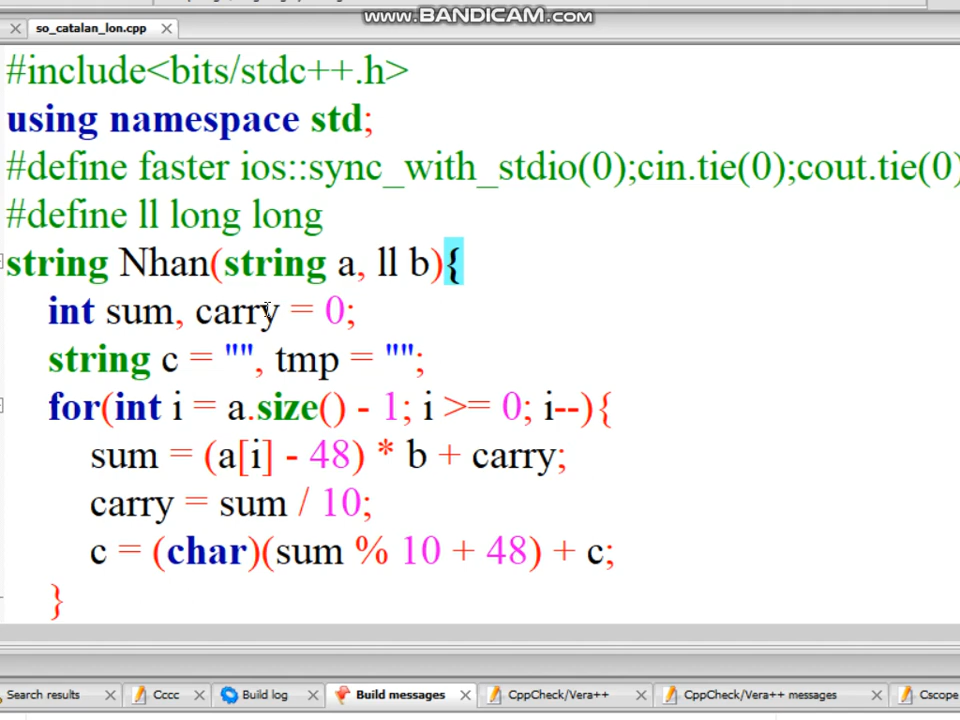 www.BANDICAM.com
so_catalan_lon.cpp
#include<bits/stdc++.h>
using namespace std;
#define faster ios::sync_with_stdio(0);cin.tie(0);cout.tie(0)
#define ll long long
string Nhan(string a, ll b){
int sum, carry = 0;
string c = "", tmp = "";
for(int i = a.size() - 1; i >= 0; i--){
sum = (a[i] - 48) * b + carry;
carry = sum / 10;
c = (char)(sum % 10 + 48) + c;
}
Search results Cccc Build log Build messages CppCheck/Vera++ CppCheck/Vera++ messages Cscope